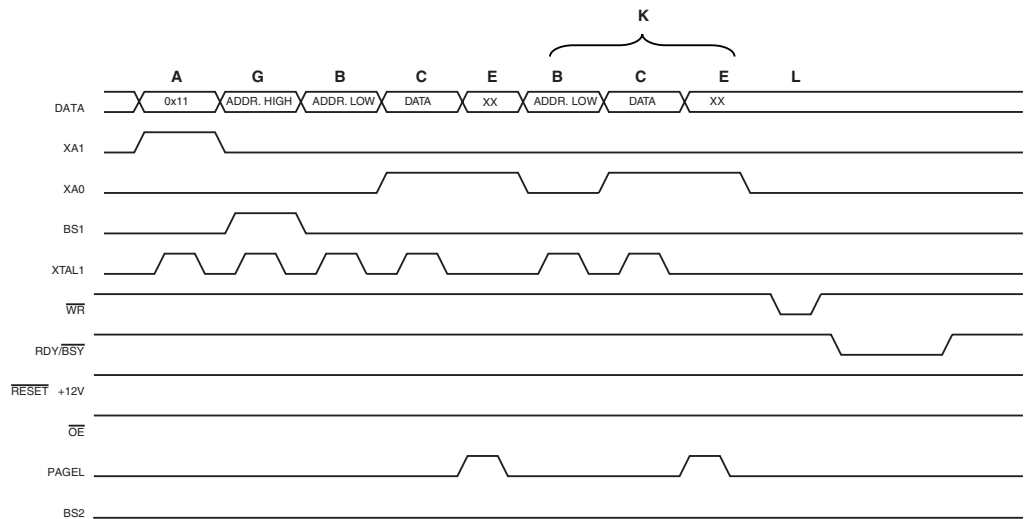 K
A G B C E B C E L
DATA 0x11 ADDR. HIGH ADDR. LOW DATA XX ADDR. LOW DATA XX
XA1
XA0
BS1
XTAL1
WR
RDY/BSY
RESET +12V
OE
PAGEL
BS2